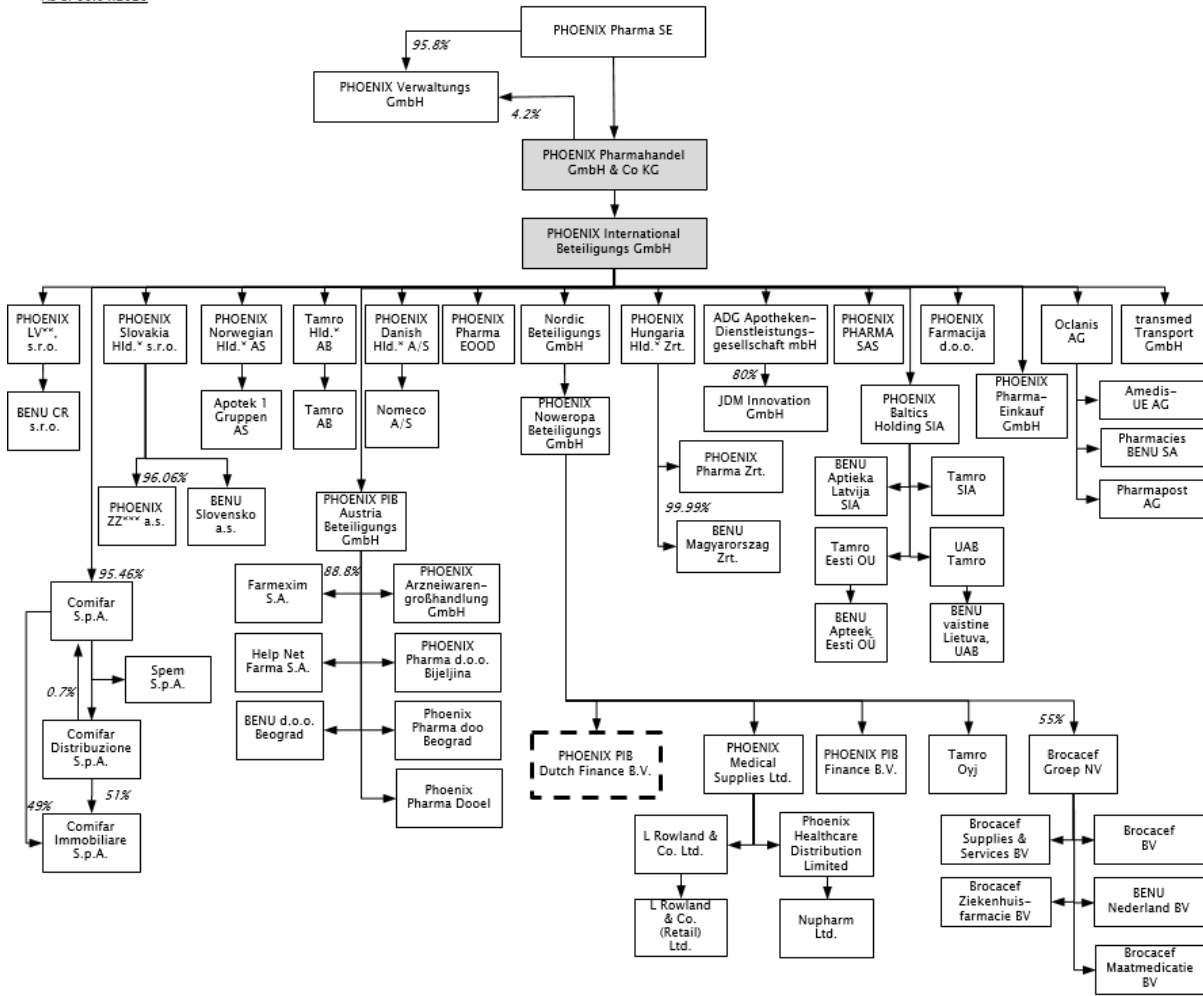 PHOENIX Pharma SE
95.8%
PHOENIX Verwaltungs
GmbH
4.2%
PHOENIX Pharmahandel
GmbH & Co KG
PHOENIX International
Beteiligungs GmbH
PHOENIX
LV**,
s.r.o.
PHOENIX
Slovakia
Hld.* s.r.o.
PHOENIX
Norwegian
Hld.* AS
Tamro
Hld.*
AB
PHOENIX
Danish
Hld.* A/S
PHOENIX
Pharma
EOOD
Nordic
Beteiligungs
GmbH
PHOENIX
Hungaria
Hld.* Zrt.
ADG Apotheken-
Dienstleistungs-
gesellschaft mbH
PHOENIX
PHARMA
SAS
PHOENIX
Farmacija
d.o.o.
Oclanis
AG
transmed
Transport
GmbH
BENU CR
s.r.o.
Apotek 1
Gruppen
AS
Tamro
AB
Nomeco
A/S
PHOENIX
Noweropa
Beteiligungs
GmbH
80%
JDM Innovation
GmbH
PHOENIX
Baltics
Holding SIA
PHOENIX
Pharma-
Einkauf
GmbH
Amedis-
UE AG
Pharmacies
BENU SA
Pharmapost
AG
96.06%
PHOENIX
ZZ*** a.s.
BENU
Slovensko
a.s.
PHOENIX PIB
Austria
Beteiligungs
GmbH
PHOENIX
Pharma Zrt.
99.99%
BENU
Magyarorszag
Zrt.
BENU
Aptieka
Latvija
SIA
Tamro
SIA
Tamro
Eesti OÜ
UAB
Tamro
BENU
Apteek
Eesti OÜ
BENU
vaistine
Lietuva,
UAB
95.46%
Comifar
S.p.A.
Spem
S.p.A.
0.7%
Comifar
Distribuzione
S.p.A.
51%
49%
Comifar
Immobiliare
S.p.A.
88.8%
Farmexim
S.A.
PHOENIX
Arzneiwaren-
großhandlung
GmbH
Help Net
Farma S.A.
PHOENIX
Pharma d.o.o.
Bijeljina
BENU d.o.o.
Beograd
Phoenix
Pharma doo
Beograd
Phoenix
Pharma Dooel
PHOENIX PIB
Dutch Finance B.V.
PHOENIX
Medical
Supplies Ltd.
PHOENIX PIB
Finance B.V.
Tamro
Oyj
55%
Brocacef
Groep NV
L Rowland &
Co. Ltd.
Phoenix
Healthcare
Distribution
Limited
L Rowland
& Co.
(Retail)
Ltd.
Nupharm
Ltd.
Brocacef
Supplies &
Services BV
Brocacef
BV
Brocacef
Ziekenhuis-
farmacie BV
BENU
Nederland BV
Brocacef
Maatmedicatie
BV